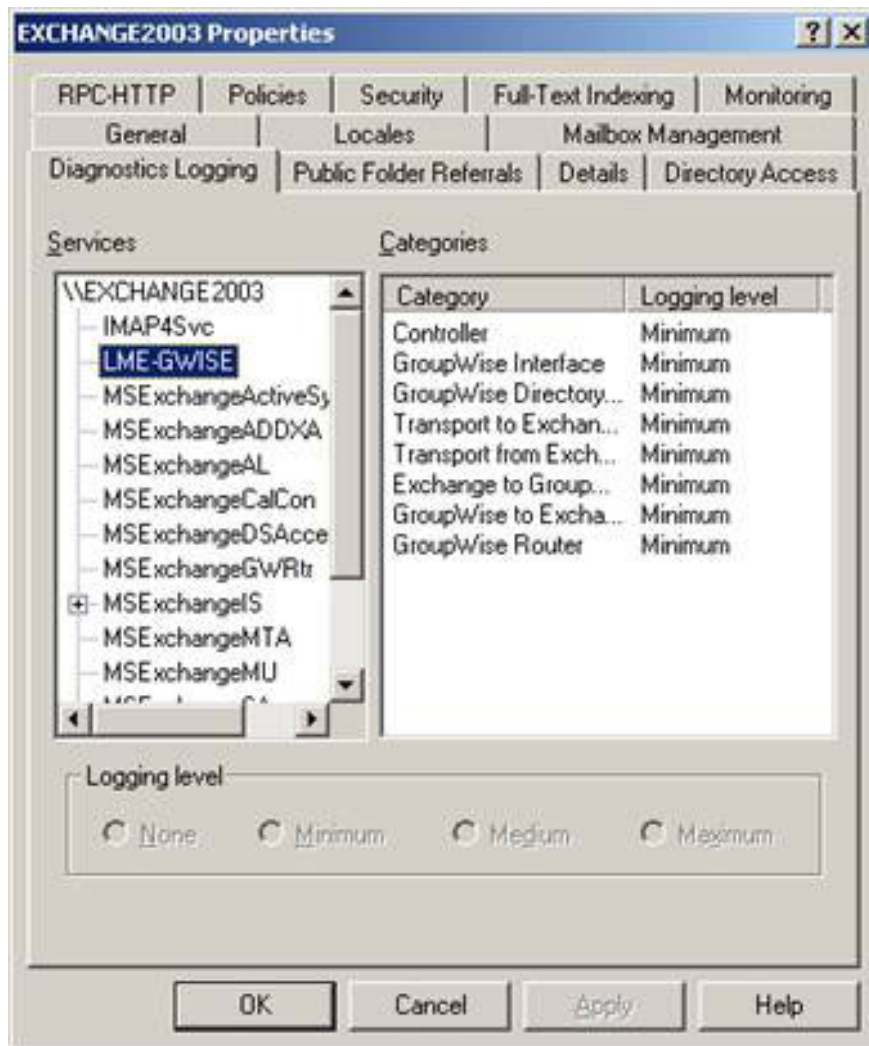 EXCHANGE2003 Properties
RPC-HTTP Policies Security Full-Text Indexing Monitoring
General Locales Mailbox Management
Diagnostics Logging Public Folder Referrals Details Directory Access
Services Categories
\\EXCHANGE2003
IMAP4Svc
LME-GWISE
MSExchangeActiveSy
MSExchangeADDXA
MSExchangeAL
MSExchangeCalCon
MSExchangeDSAcce
MSExchangeGWRtr
MSExchangeIS
MSExchangeMTA
MSExchangeMU
Category Logging level
Controller Minimum
GroupWise Interface Minimum
GroupWise Directory... Minimum
Transport to Exchan... Minimum
Transport from Exch... Minimum
Exchange to Group... Minimum
GroupWise to Excha... Minimum
GroupWise Router Minimum
Logging level
None Minimum Medium Maximum
OK Cancel Apply Help